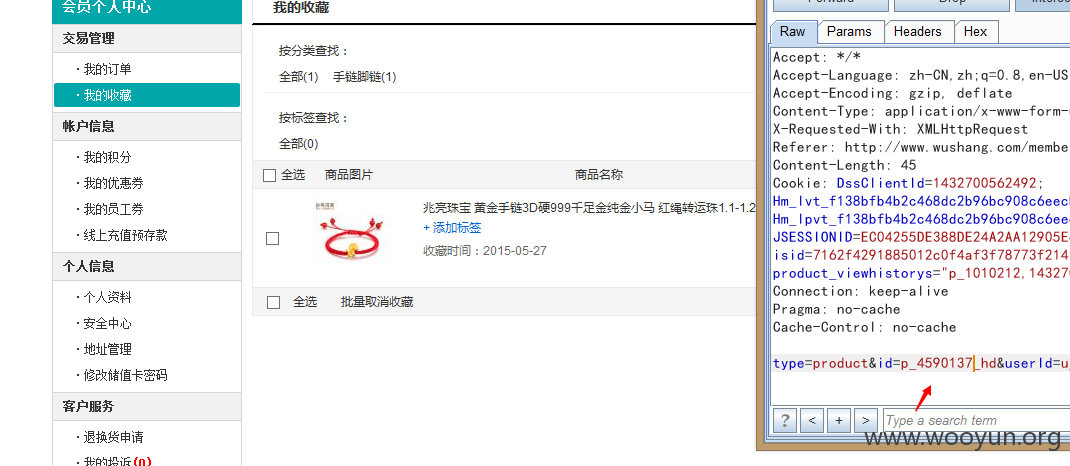 会员个人中心
交易管理
· 我的订单
· 我的收藏
帐户信息
· 我的积分
· 我的优惠券
· 我的员工券
· 线上充值预存款
个人信息
· 个人资料
· 安全中心
· 地址管理
· 修改储值卡密码
客户服务
· 退换货申请
· 我的投诉(0)
我的收藏
按分类查找：
全部(1) 手链脚链(1)
按标签查找：
全部(0)
全选 商品图片 商品名称
兆亮珠宝 黄金手链3D硬999千足金纯金小马 红绳转运珠1.1-1.2
+ 添加标签
收藏时间：2015-05-27
全选 批量取消收藏
Forward Drop Interce
Raw Params Headers Hex
Accept: */*
Accept-Language: zh-CN,zh;q=0.8,en-US
Accept-Encoding: gzip, deflate
Content-Type: application/x-www-form-
X-Requested-With: XMLHttpRequest
Referer: http://www.wushang.com/membe
Content-Length: 45
Cookie: DssClientId=1432700562492;
Hm_lvt_f138bfb4b2c468dc2b96bc908c6eec
Hm_lpvt_f138bfb4b2c468dc2b96bc908c6ee
JSESSIONID=EC04255DE388DE24A2AA12905E
isid=7162f4291885012c0f4af3f78773f214
product_viewhistorys="p_1010212,14327
Connection: keep-alive
Pragma: no-cache
Cache-Control: no-cache
type=product&id=p_4590137_hd&userId=u_
? < + > Type a search term
www.wooyun.org